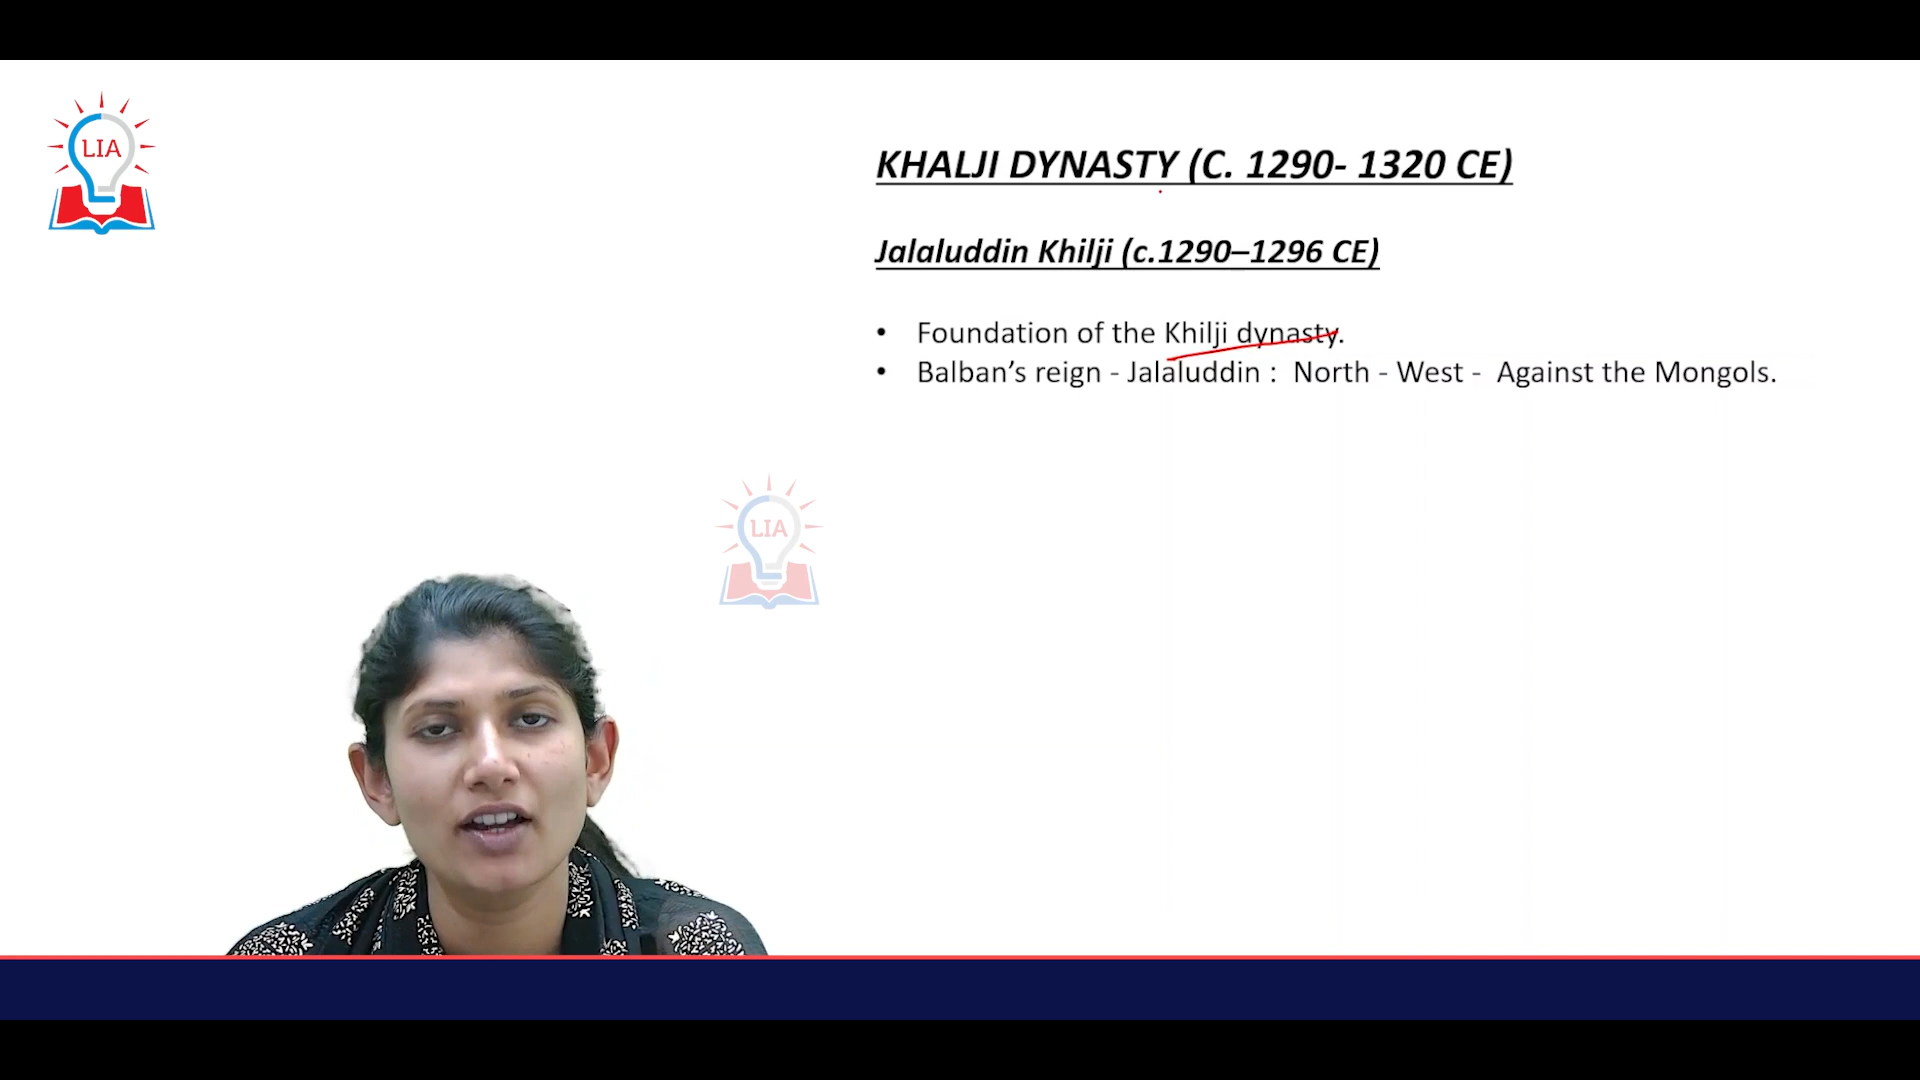 LIA
KHALJI DYNASTY (C. 1290- 1320 CE)
Jalaluddin Khilji (c.1290–1296 CE)
• Foundation of the Khilji dynasty.
• Balban’s reign - Jalaluddin : North - West - Against the Mongols.
LIA